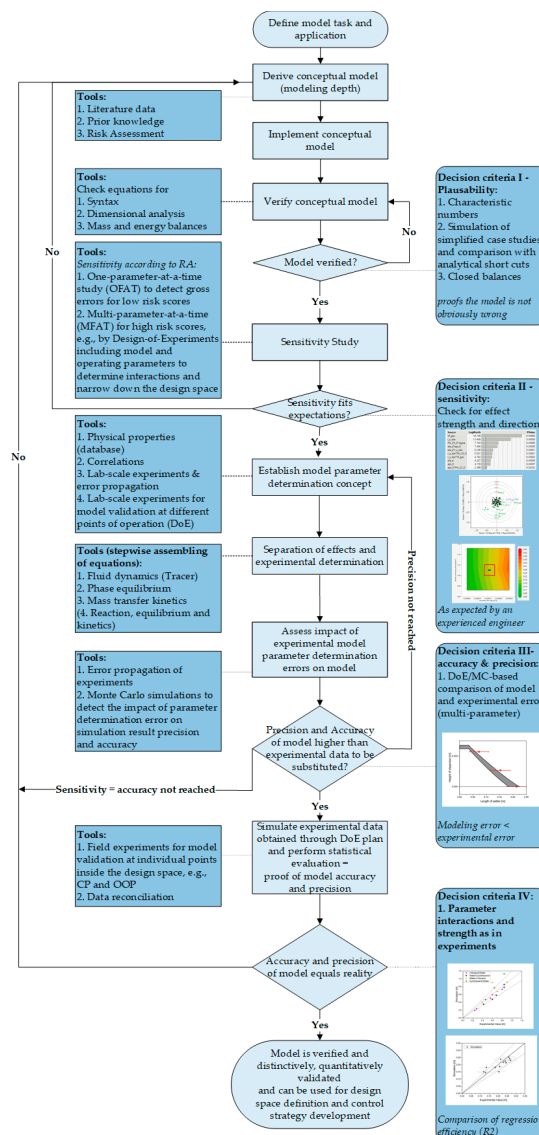 Define model task and
application
Derive conceptual model
(modeling depth)
Tools:
1. Literature data
2. Prior knowledge
3. Risk Assessment
Implement conceptual
model
Tools:
Check equations for
1. Syntax
2. Dimensional analysis
3. Mass and energy balances
Verify conceptual model
No
Model verified?
Yes
Decision criteria I -
Plausability:
1. Characteristic
numbers
2. Simulation of
simplified case studies
and comparison with
analytical short cuts
3. Closed balances
proofs the model is not
obviously wrong
No
Tools:
Sensitivity according to RA:
1. One-parameter-at-a-time
study (OFAT) to detect gross
errors for low risk scores
2. Multi-parameter-at-a-time
(MFAT) for high risk scores,
e.g., by Design-of-Experiments
including model and
operating parameters to
determine interactions and
narrow down the design space
Sensitivity Study
Sensitivity fits
expectations?
Yes
No
Decision criteria II -
sensitivity:
Check for effect
strength and direction
As expected by an
experienced engineer
Tools:
1. Physical properties
(database)
2. Correlations
3. Lab-scale experiments &
error propagation
4. Lab-scale experiments for
model validation at different
points of operation (DoE)
Establish model parameter
determination concept
Tools (stepwise assembling
of equations):
1. Fluid dynamics (Tracer)
2. Phase equilibrium
3. Mass transfer kinetics
(4. Reaction, equilibrium and
kinetics)
Separation of effects and
experimental determination
Precision not reached
Assess impact of
experimental model
parameter determination
errors on model
Tools:
1. Error propagation of
experiments
2. Monte Carlo simulations to
detect the impact of parameter
determination error on
simulation result precision
and accuracy
Precision and Accuracy
of model higher than
experimental data to be
substituted?
Sensitivity = accuracy not reached
Yes
Decision criteria III-
accuracy & precision:
1. DoE/MC-based
comparison of model
and experimental erro
(multi-parameter)
Modeling error <
experimental error
Tools:
1. Field experiments for model
validation at individual points
inside the design space, e.g.,
CP and OOP
2. Data reconciliation
Simulate experimental data
obtained through DoE plan
and perform statistical
evaluation =
proof of model accuracy
and precision
Accuracy and precision
of model equals reality
Yes
Decision criteria IV:
1. Parameter
interactions and
strength as in
experiments
Comparison of regressio
efficiency (R2)
Model is verified and
distinctively, quantitatively
validated
and can be used for design
space definition and control
strategy development